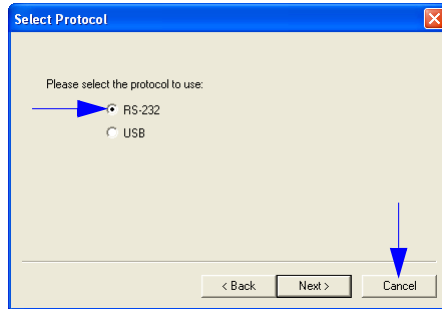 Select Protocol
Please select the protocol to use:
RS-232
USB
< Back Next > Cancel